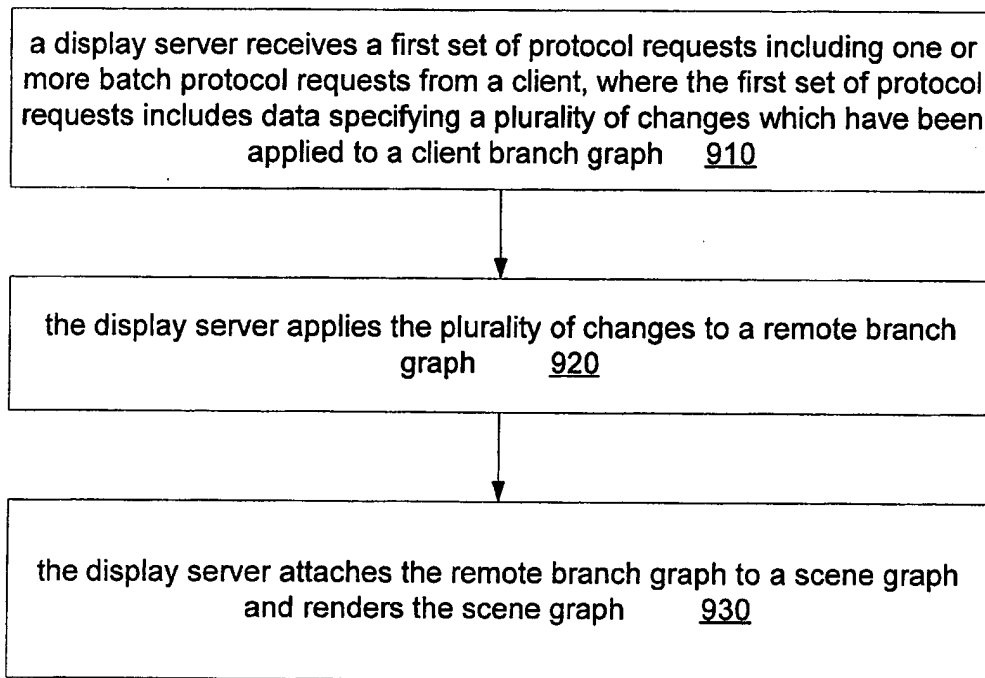 a display server receives a first set of protocol requests including one or
more batch protocol requests from a client, where the first set of protocol
requests includes data specifying a plurality of changes which have been
applied to a client branch graph 910
the display server applies the plurality of changes to a remote branch
graph 920
the display server attaches the remote branch graph to a scene graph
and renders the scene graph 930